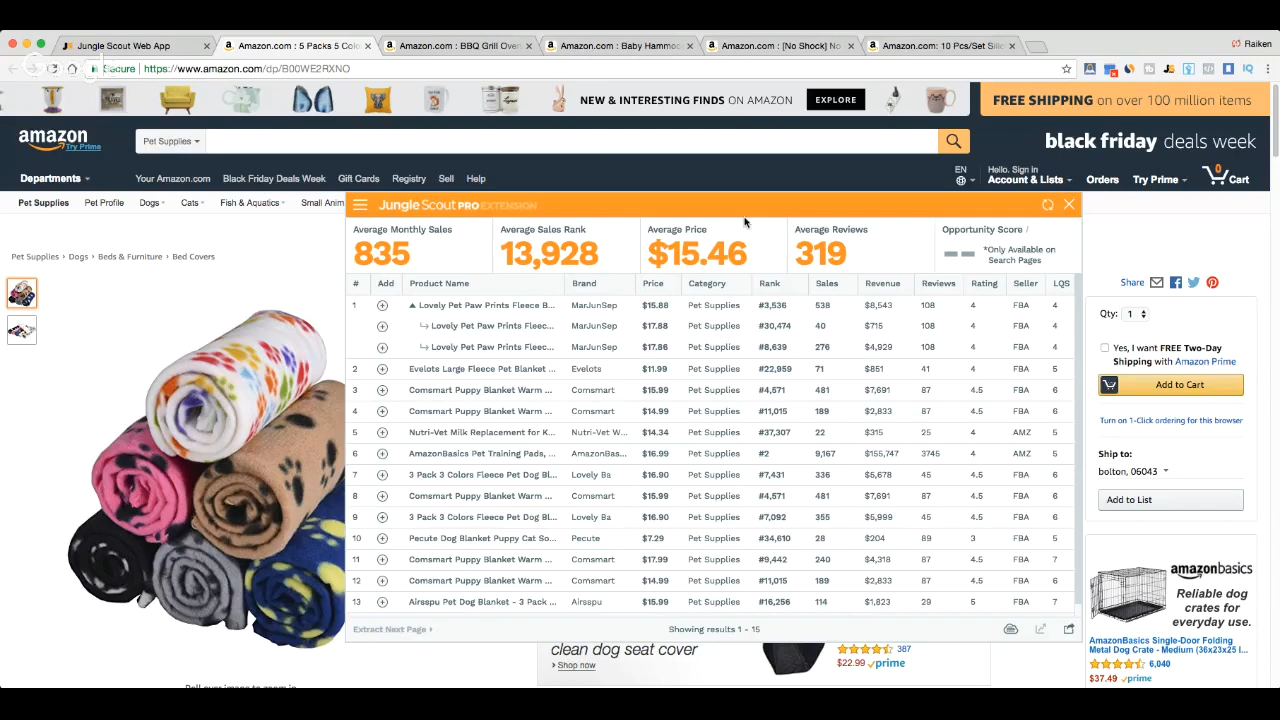 Jungle Scout Web App
Amazon.com : 5 Packs 5 Colo
Amazon.com : BBQ Grill Oven
Amazon.com : Baby Hammoc
Amazon.com : [No Shock] No
Amazon.com: 10 Pcs/Set Sili
Raiken
Secure
https://www.amazon.com/dp/B00WE2RXNO
NEW & INTERESTING FINDS ON AMAZON
EXPLORE
FREE SHIPPING on over 100 million items
amazon
Try Prime
Pet Supplies
black friday deals week
Departments
Your Amazon.com
Black Friday Deals Week
Gift Cards
Registry
Sell
Help
EN
Hello. Sign in
Account & Lists
Orders
Try Prime
0
Cart
Pet Supplies
Pet Profile
Dogs
Cats
Fish & Aquatics
Small Anim
Pet Supplies › Dogs › Beds & Furniture › Bed Covers
Jungle Scout PRO EXTENSION
Average Monthly Sales
835
Average Sales Rank
13,928
Average Price
$15.46
Average Reviews
319
Opportunity Score
*Only Available on
Search Pages
# Add Product Name Brand Price Category Rank Sales Revenue Reviews Rating Seller LQS
1 Lovely Pet Paw Prints Fleece B... MarJunSep $15.88 Pet Supplies #3,536 538 $8,543 108 4 FBA 4
Lovely Pet Paw Prints Fleec... MarJunSep $17.88 Pet Supplies #30,474 40 $715 108 4 FBA 4
Lovely Pet Paw Prints Fleec... MarJunSep $17.86 Pet Supplies #8,639 276 $4,929 108 4 FBA 4
2 Evelots Large Fleece Pet Blanket ... Evelots $11.99 Pet Supplies #22,959 71 $851 41 4 FBA 5
3 Comsmart Puppy Blanket Warm ... Comsmart $15.99 Pet Supplies #4,571 481 $7,691 87 4.5 FBA 6
4 Comsmart Puppy Blanket Warm ... Comsmart $14.99 Pet Supplies #11,015 189 $2,833 87 4.5 FBA 6
5 Nutri-Vet Milk Replacement for K... Nutri-Vet W... $14.34 Pet Supplies #37,307 22 $315 25 4 AMZ 5
6 AmazonBasics Pet Training Pads, ... AmazonBas... $16.99 Pet Supplies #2 9,167 $155,747 3745 4 AMZ 5
7 3 Pack 3 Colors Fleece Pet Dog Bl... Lovely Ba $16.90 Pet Supplies #7,431 336 $5,678 45 4.5 FBA 6
8 Comsmart Puppy Blanket Warm ... Comsmart $15.99 Pet Supplies #4,571 481 $7,691 87 4.5 FBA 6
9 3 Pack 3 Colors Fleece Pet Dog Bl... Lovely Ba $16.90 Pet Supplies #7,092 355 $5,999 45 4.5 FBA 6
10 Pecute Dog Blanket Puppy Cat So... Pecute $7.29 Pet Supplies #34,610 28 $204 89 3 FBA 5
11 Comsmart Puppy Blanket Warm ... Comsmart $17.99 Pet Supplies #9,442 240 $4,318 87 4.5 FBA 7
12 Comsmart Puppy Blanket Warm ... Comsmart $14.99 Pet Supplies #11,015 189 $2,833 87 4.5 FBA 6
13 Airsspu Pet Dog Blanket - 3 Pack ... Airsspu $15.99 Pet Supplies #16,256 114 $1,823 29 5 FBA 7
Extract Next Page ›
Showing results 1 - 15
Share
Qty: 1
Yes, I want FREE Two-Day
Shipping with Amazon Prime
Add to Cart
Turn on 1-Click ordering for this browser
Ship to:
bolton, 06043
Add to List
amazonbasics
Reliable dog
crates for
everyday use.
AmazonBasics Single-Door Folding
Metal Dog Crate - Medium (36x23x25 I...
6,040
$37.49 prime
clean dog seat cover
› Shop now
387
$22.99 prime
Roll over image to zoom in